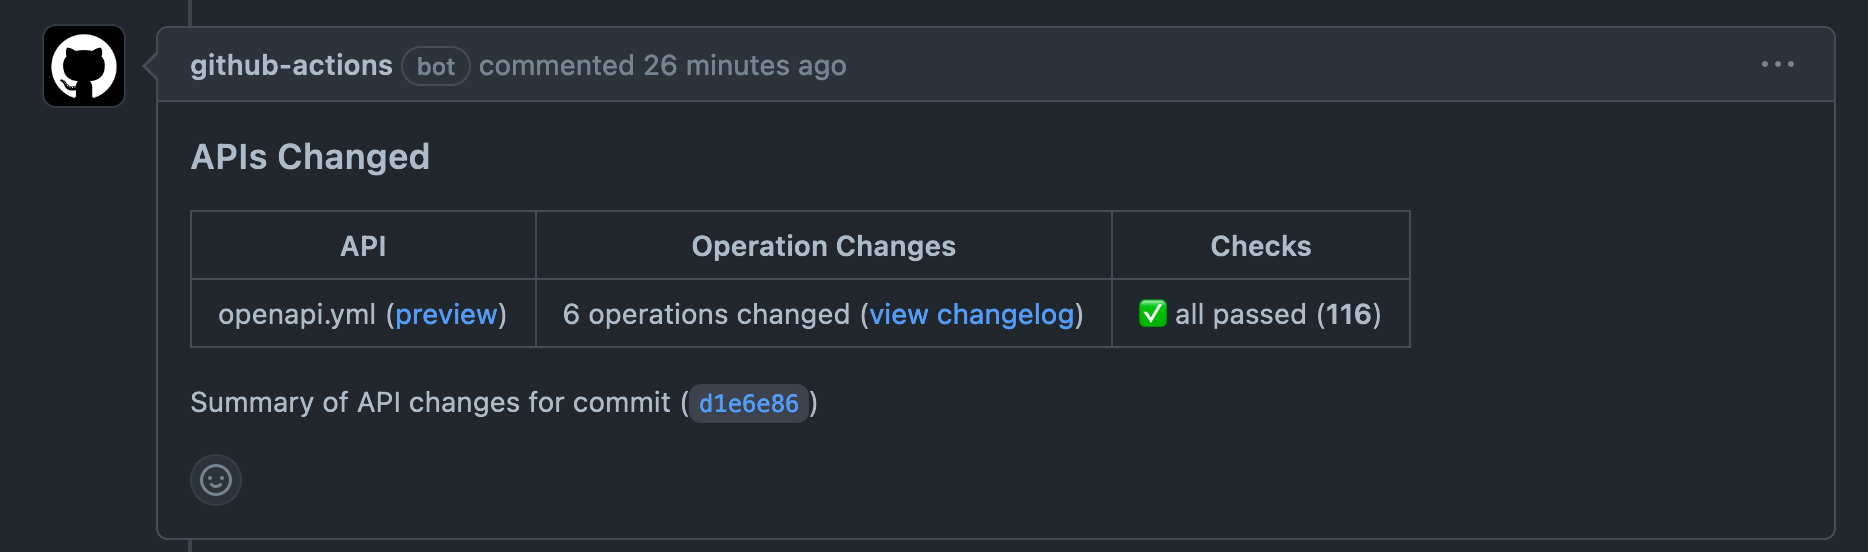 github-actions bot commented 26 minutes ago
APIs Changed
API Operation Changes Checks
openapi.yml (preview) 6 operations changed (view changelog) ✅ all passed (116)
Summary of API changes for commit (d1e6e86)